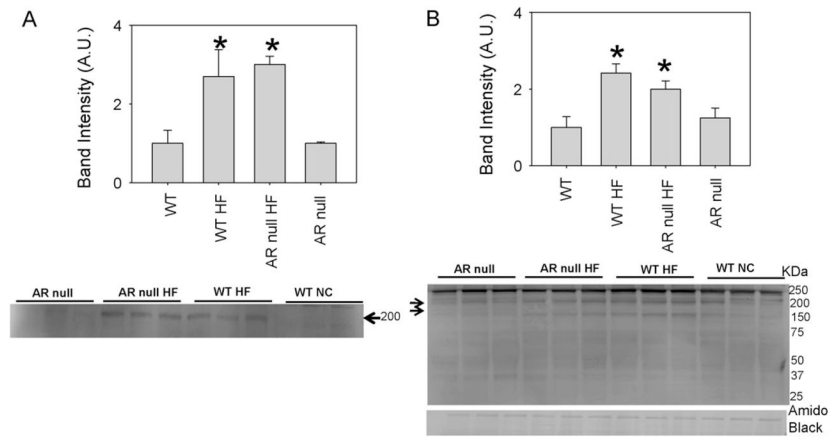 A
Band Intensity (A.U.)
4
2
0
WT
WT HF
AR null HF
AR null
* *
AR null AR null HF WT HF WT NC
200
B
Band Intensity (A.U.)
4
2
0
WT
WT HF
AR null HF
AR null
* *
AR null AR null HF WT HF WT NC KDa
250
200
150
75
50
37
25
Amido
Black